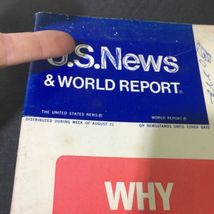 U.S.News
& WORLD REPORT®
THE UNITED STATES NEWS® WORLD REPORT®
DISTRIBUTED DURING WEEK OF AUGUST 11 ON NEWSSTANDS UNTIL COVER DATE
WHY